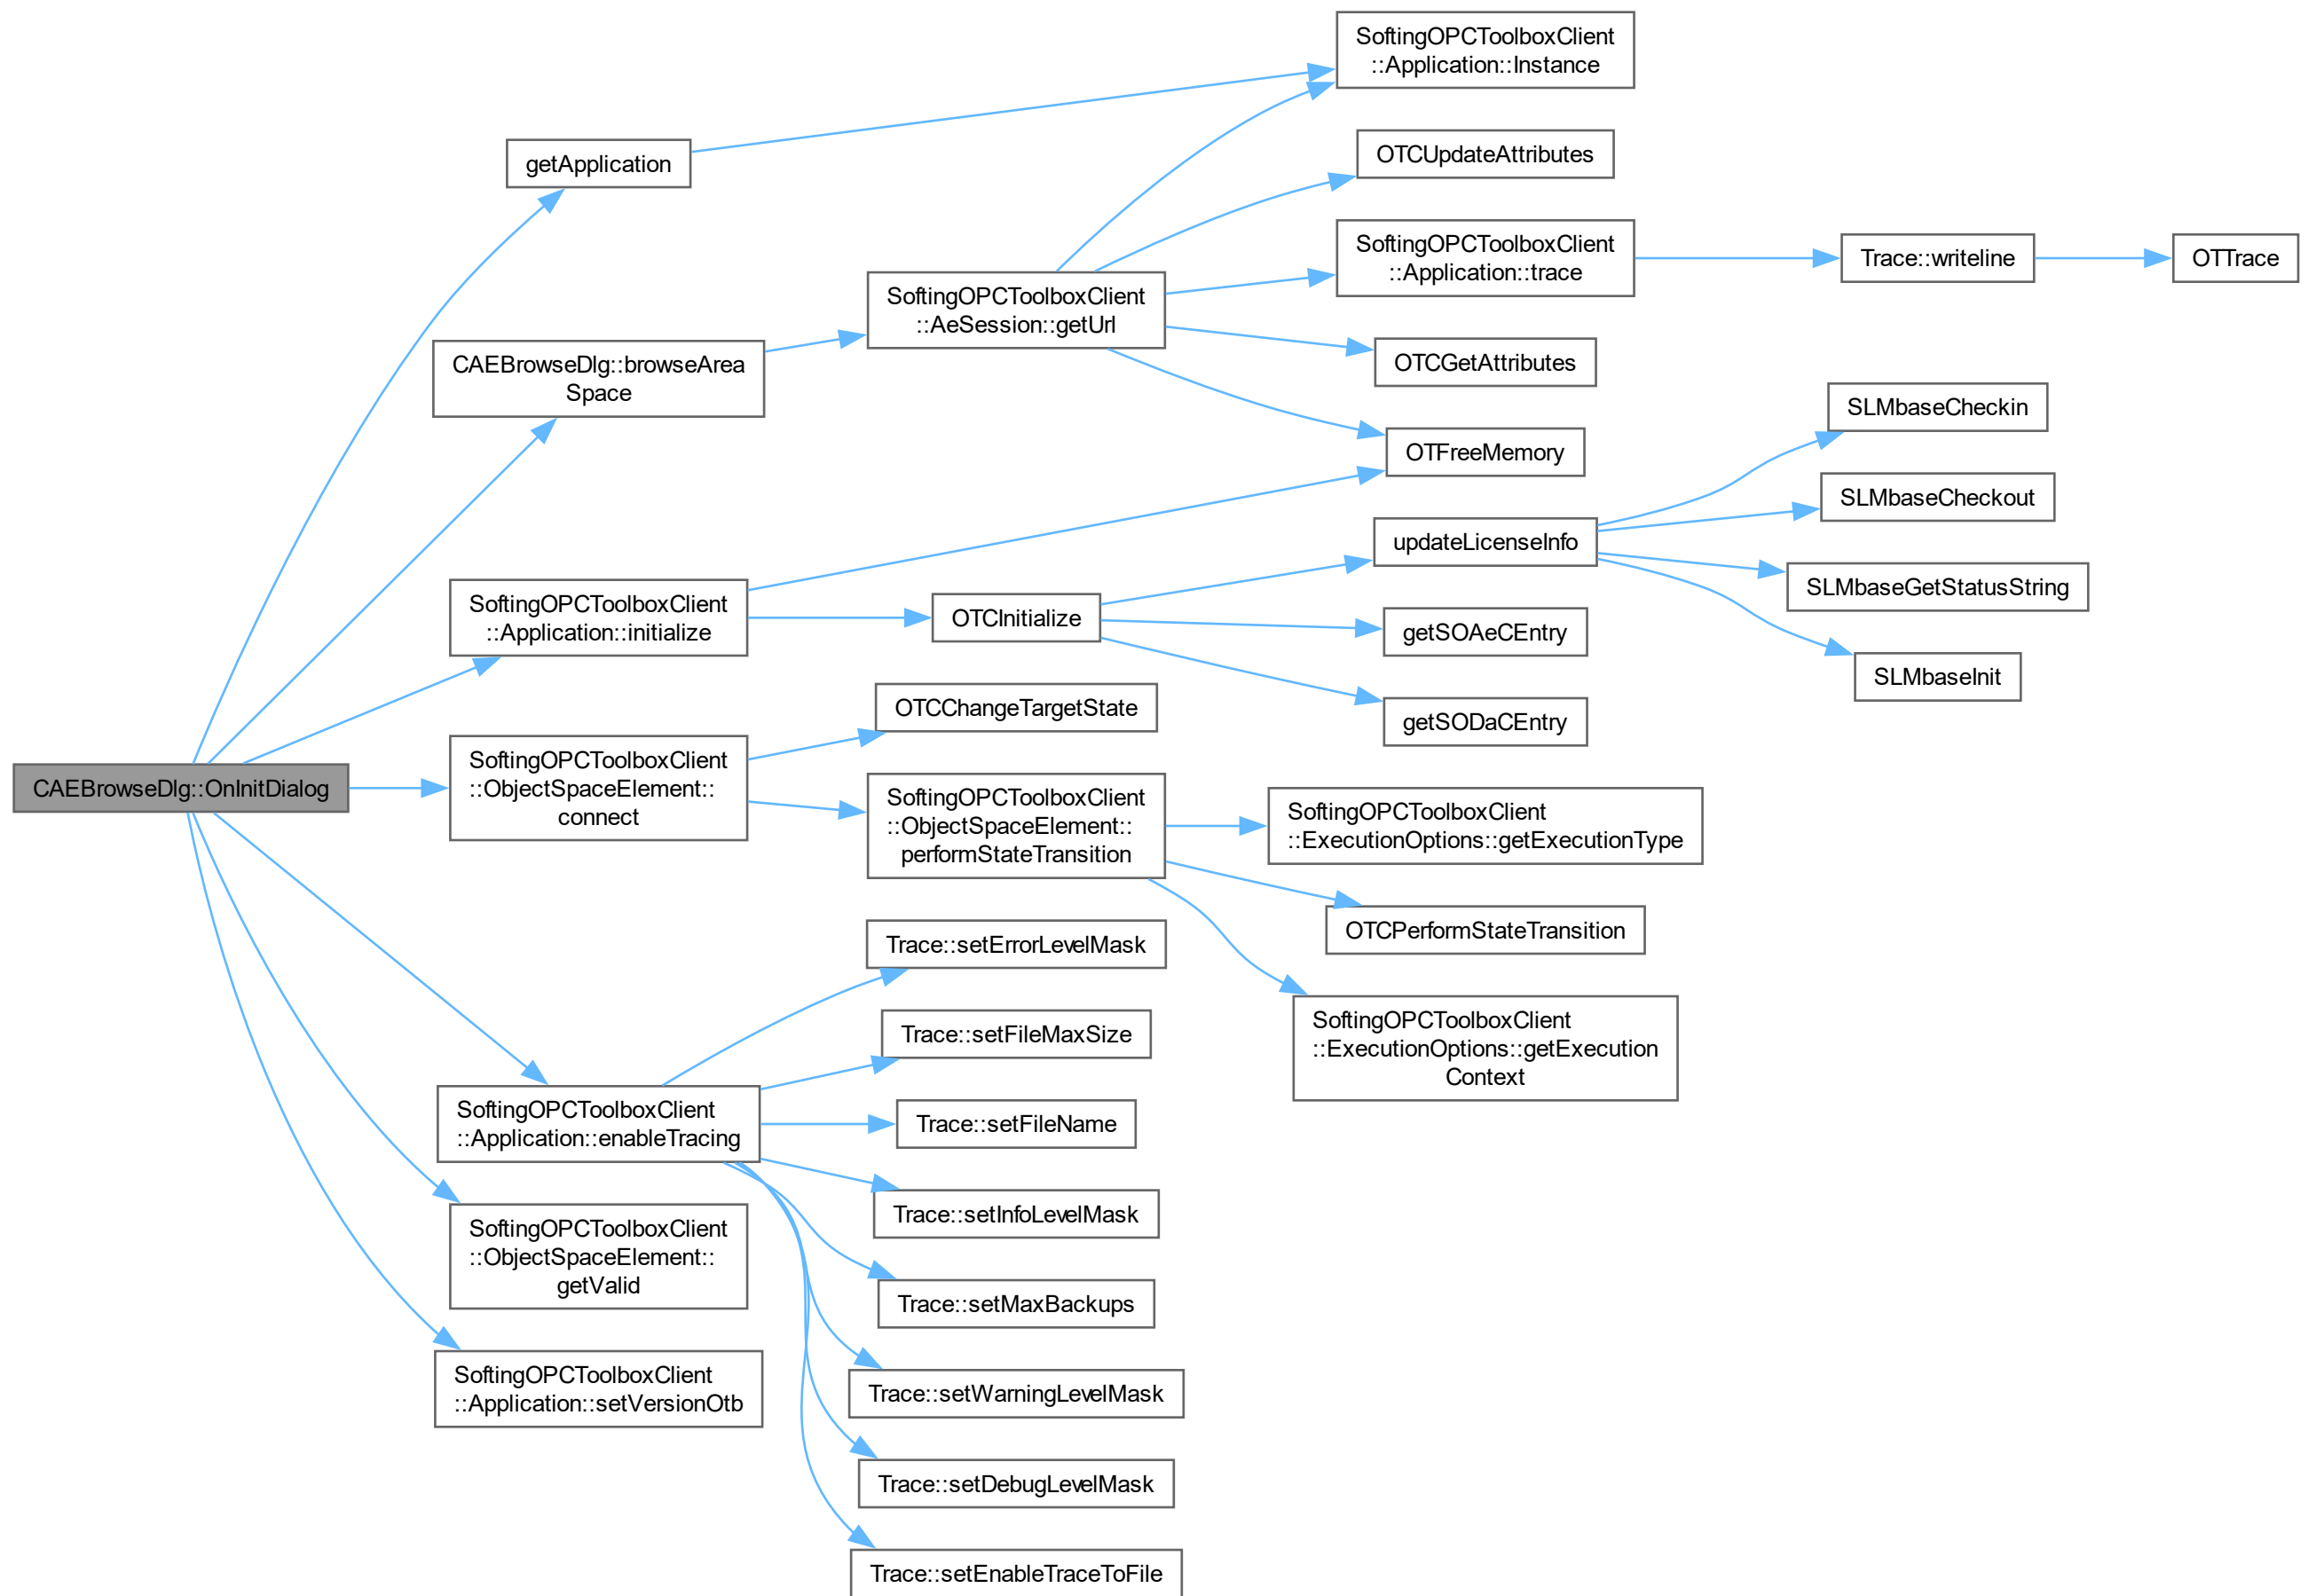 SoftingOPCToolboxClient
::Application::Instance
getApplication
OTCUpdateAttributes
SoftingOPCToolboxClient
::Application::trace
Trace::writeline
OTTrace
SoftingOPCToolboxClient
::AeSession::getUrl
CAEBrowseDlg::browseArea
Space
OTCGetAttributes
OTFreeMemory
SLMbaseCheckin
SLMbaseCheckout
updateLicenseInfo
SLMbaseGetStatusString
SLMbaseInit
SoftingOPCToolboxClient
::Application::initialize
OTCInitialize
getSOAeCEntry
getSODaCEntry
OTCChangeTargetState
CAEBrowseDlg::OnInitDialog
SoftingOPCToolboxClient
::ObjectSpaceElement::
connect
SoftingOPCToolboxClient
::ObjectSpaceElement::
performStateTransition
SoftingOPCToolboxClient
::ExecutionOptions::getExecutionType
OTCPerformStateTransition
SoftingOPCToolboxClient
::ExecutionOptions::getExecution
Context
Trace::setErrorLevelMask
Trace::setFileMaxSize
SoftingOPCToolboxClient
::Application::enableTracing
Trace::setFileName
Trace::setInfoLevelMask
SoftingOPCToolboxClient
::ObjectSpaceElement::
getValid
Trace::setMaxBackups
SoftingOPCToolboxClient
::Application::setVersionOtb
Trace::setWarningLevelMask
Trace::setDebugLevelMask
Trace::setEnableTraceToFile